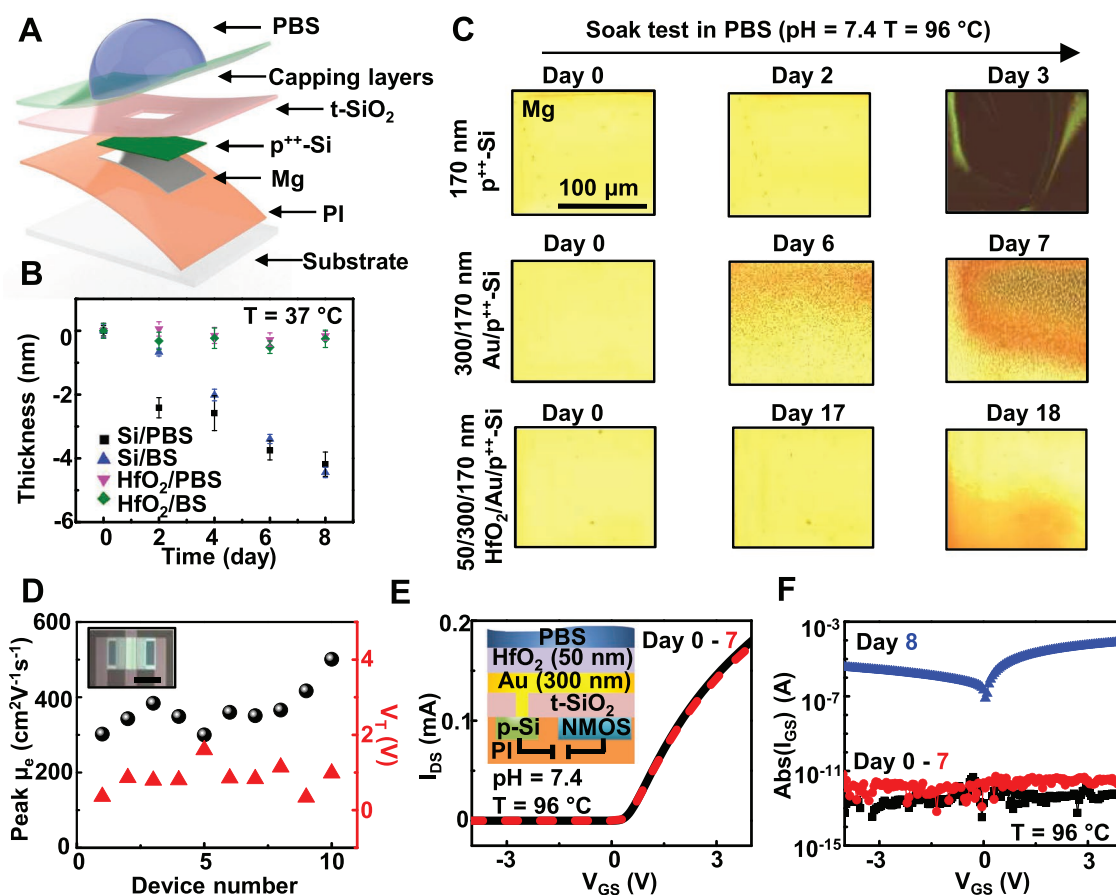 A
PBS
Capping layers
t-SiO2
p++-Si
Mg
PI
Substrate
B
T = 37 °C
Thickness (nm)
0
-2
-4
-6
Si/PBS
Si/BS
HfO2/PBS
HfO2/BS
0 2 4 6 8
Time (day)
C
Soak test in PBS (pH = 7.4 T = 96 °C)
Day 0 Day 2 Day 3
170 nm
p++-Si
Mg
100 μm
Day 0 Day 6 Day 7
300/170 nm
Au/p++-Si
Day 0 Day 17 Day 18
50/300/170 nm
HfO2/Au/p++-Si
D
Peak μe (cm2V-1s-1)
600
400
200
0
4
2
0
VT (V)
1 5 10
Device number
E
IDS (mA)
0.2
0.1
0
Day 0 - 7
PBS
HfO2 (50 nm)
Au (300 nm)
t-SiO2
p-Si NMOS
PI
pH = 7.4
T = 96 °C
-3 0 3
VGS (V)
F
Abs(IGS) (A)
10-3
10-7
10-11
10-15
Day 8
Day 0 - 7
T = 96 °C
-3 0 3
VGS (V)